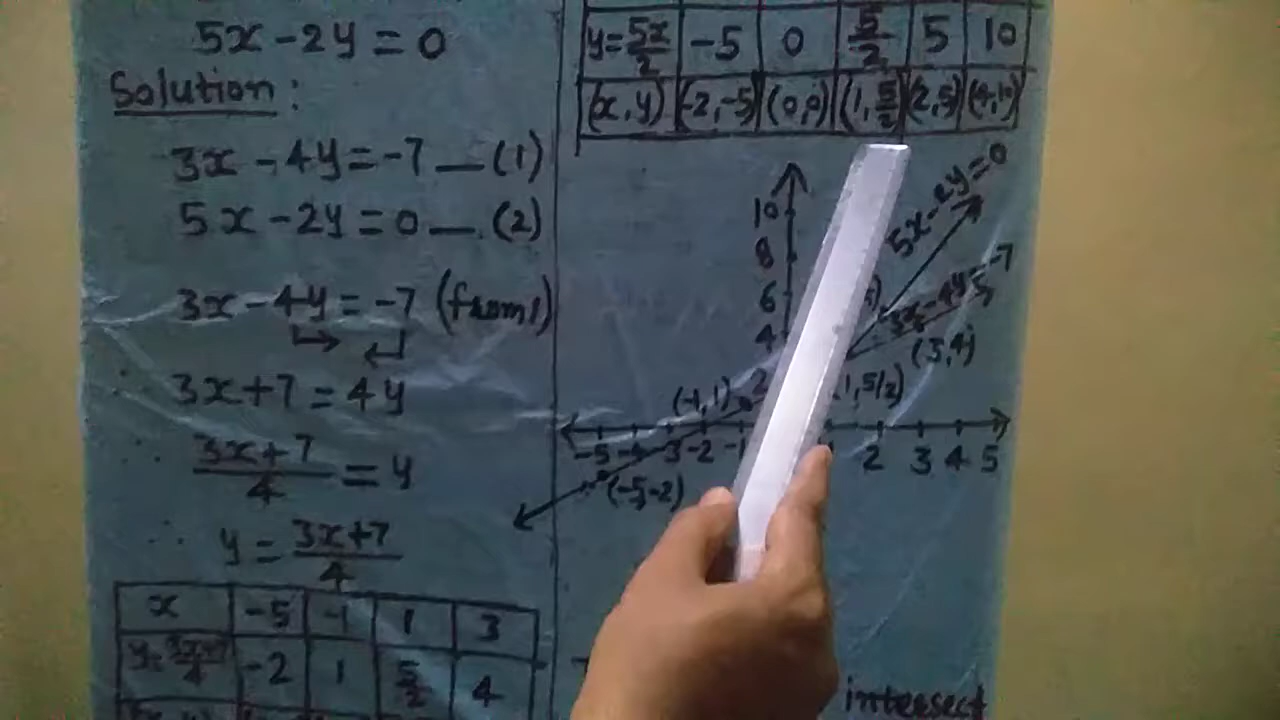 5x - 2y = 0
Solution :
3x - 4y = -7 — (1)
5x - 2y = 0 — (2)
3x - 4y = -7 (from 1)
3x + 7 = 4y
3x + 7 / 4 = y
∴ y = 3x + 7 / 4
x -5 -1 1 3
y = 3x+7/4 -2 1 5/2 4
y = 5x/2 -5 0 5/2 5 10
(x, y) (-2, -5) (0, 0) (1, 5/2) (2, 5) (4, 10)
10
8
6
4
2
5x - 2y = 0
3x - 4y = -7
(3, 4)
(-1, 1)
1, 5/2)
-5 -4 -3 -2 -1 2 3 4 5
(-5, -2)
intersect